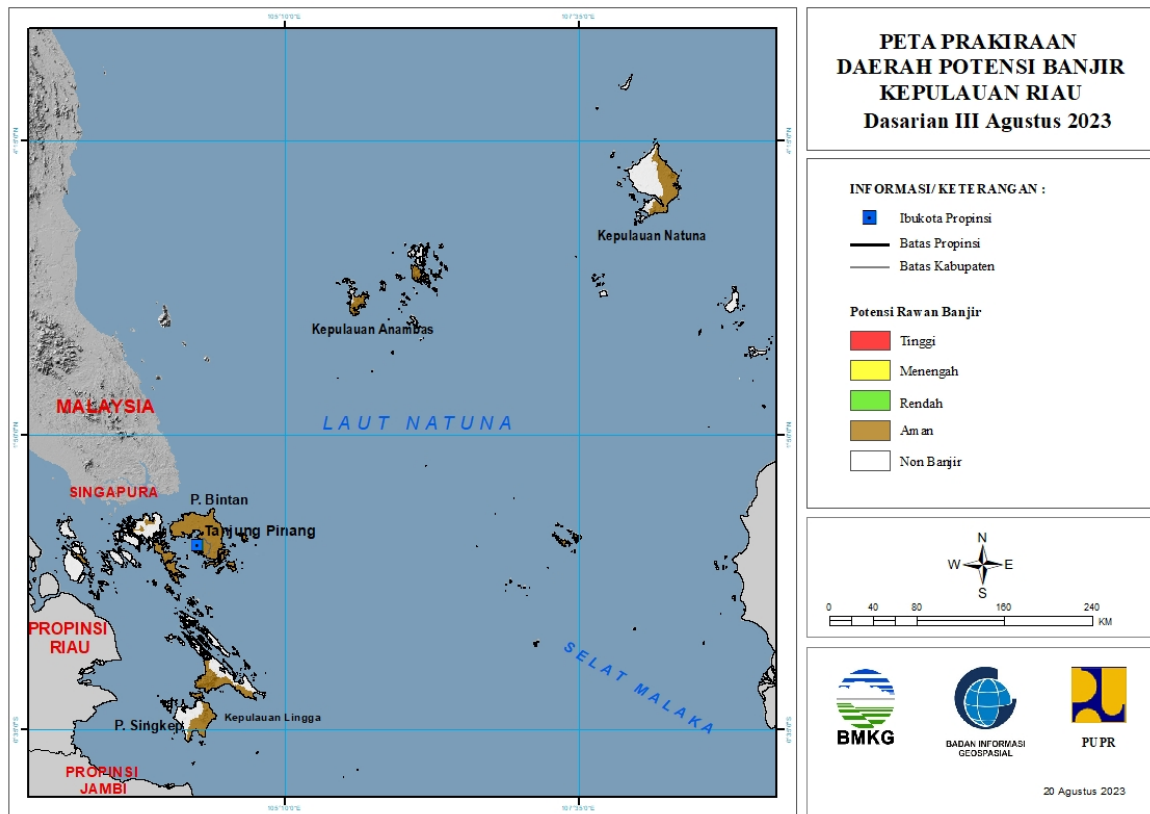 PETA PRAKIRAAN
DAERAH POTENSI BANJIR
KEPULAUAN RIAU
Dasarian III Agustus 2023
INFORMASI/ KETERANGAN :
Ibukota Propinsi
Batas Propinsi
Batas Kabupaten
Potensi Rawan Banjir
Tinggi
Menengah
Rendah
Aman
Non Banjir
N
W E
S
0 40 80 160 240
KM
BMKG
BADAN INFORMASI
GEOSPASIAL
PUPR
20 Agustus 2023
Kepulauan Natuna
Kepulauan Anambas
MALAYSIA
LAUT NATUNA
SINGAPURA
P. Bintan
Tanjung Pinang
PROPINSI
RIAU
SELAT MALAKA
P. Singkep
Kepulauan Lingga
PROPINSI
JAMBI